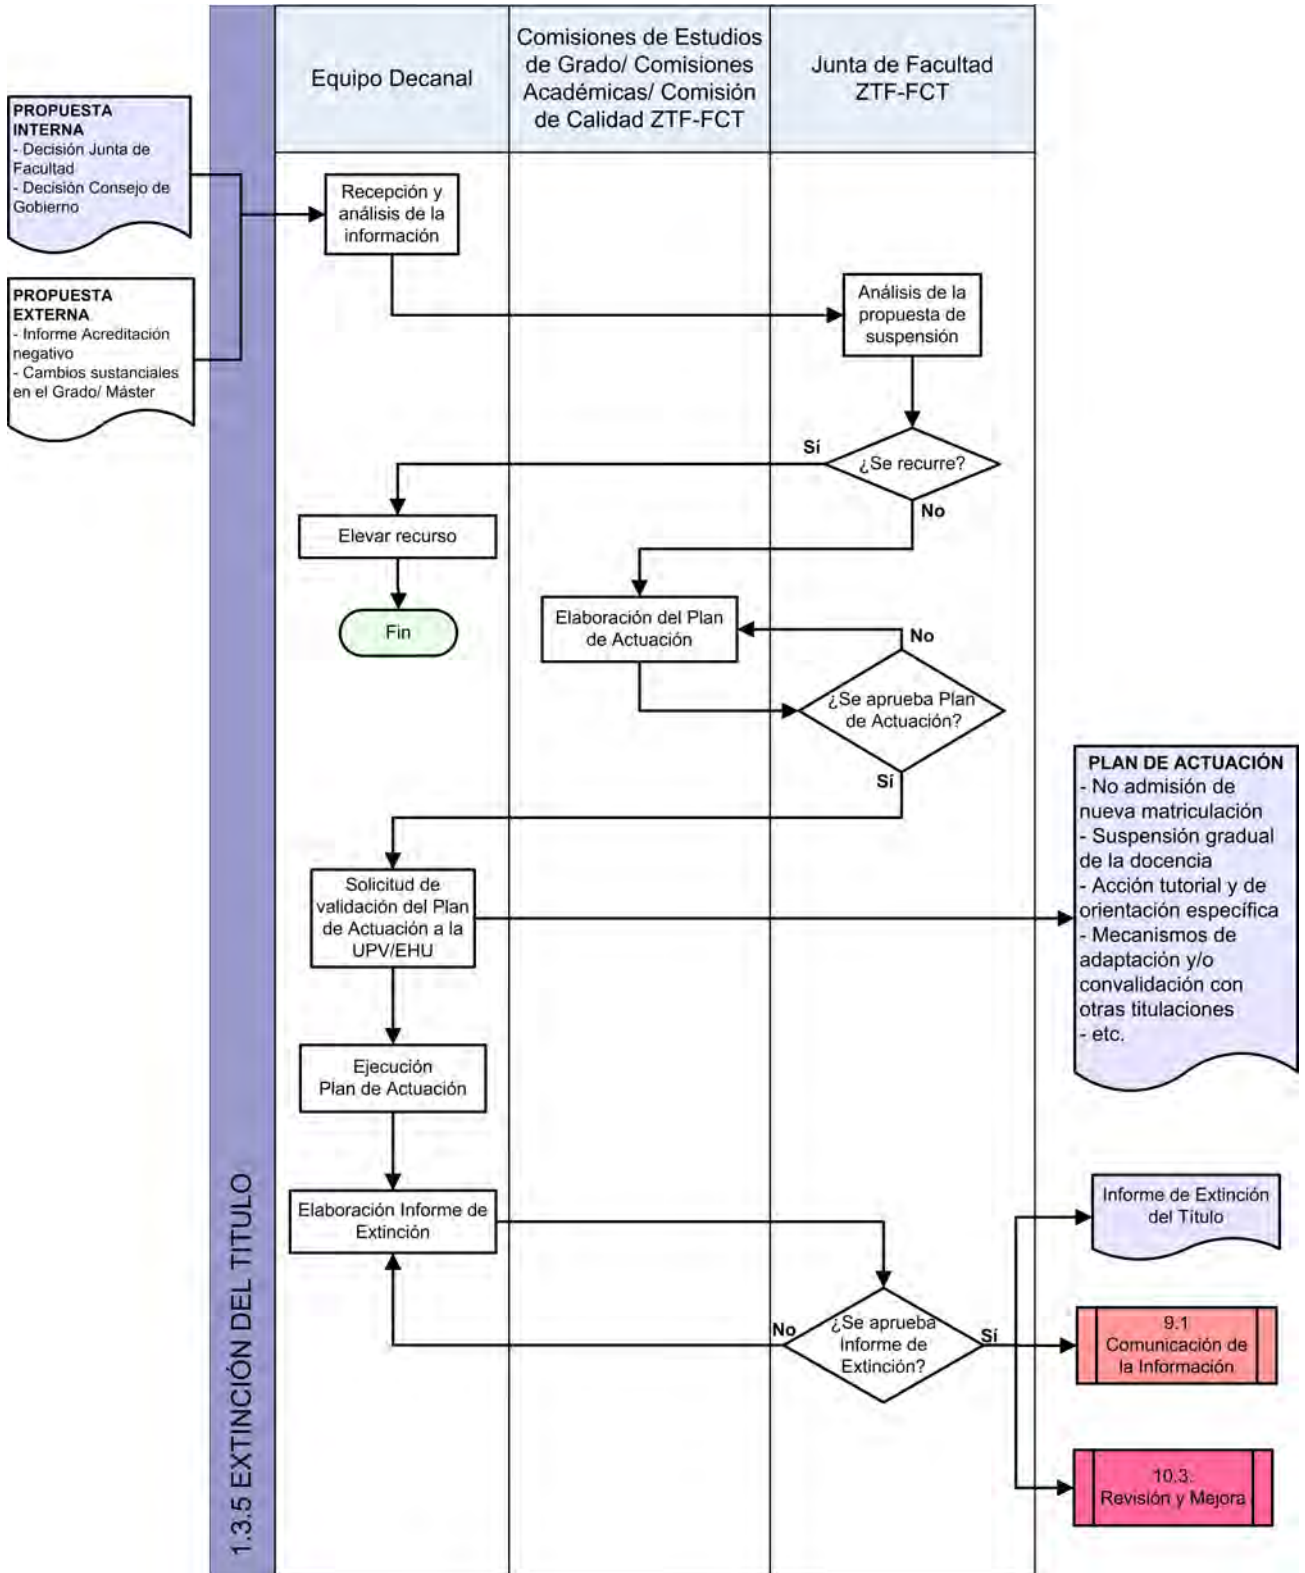 Equipo Decanal
Comisiones de Estudios
de Grado/ Comisiones
Académicas/ Comisión
de Calidad ZTF-FCT
Junta de Facultad
ZTF-FCT
PROPUESTA
INTERNA
- Decisión Junta de
Facultad
- Decisión Consejo de
Gobierno
Recepción y
análisis de la
información
PROPUESTA
EXTERNA
- Informe Acreditación
negativo
- Cambios sustanciales
en el Grado/ Máster
Análisis de la
propuesta de
suspensión
Sí
¿Se recurre?
No
Elevar recurso
Fin
Elaboración del Plan
de Actuación
No
¿Se aprueba Plan
de Actuación?
Sí
PLAN DE ACTUACIÓN
- No admisión de
nueva matriculación
- Suspensión gradual
de la docencia
- Acción tutorial y de
orientación específica
- Mecanismos de
adaptación y/o
convalidación con
otras titulaciones
- etc.
Solicitud de
validación del Plan
de Actuación a la
UPV/EHU
Ejecución
Plan de Actuación
Elaboración Informe de
Extinción
Informe de Extinción
del Título
No
¿Se aprueba
Informe de
Extinción?
Sí
9.1
Comunicación de
la Información
10.3.
Revisión y Mejora
1.3.5 EXTINCIÓN DEL TITULO